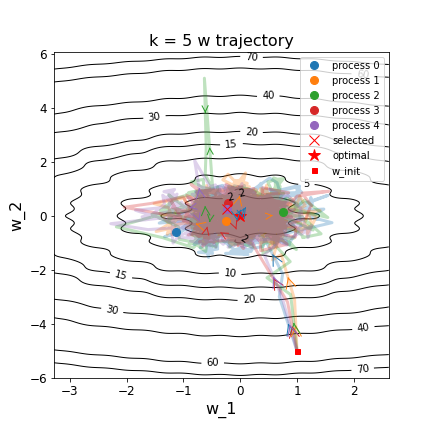 k = 5 w trajectory
w_2
6
4
2
0
−2
−4
−6
−3
−2
−1
0
1
2
w_1
process 0
process 1
process 2
process 3
process 4
selected
optimal
w_init
70
40
30
20
15
5
2
2
15
10
30
20
40
60
70